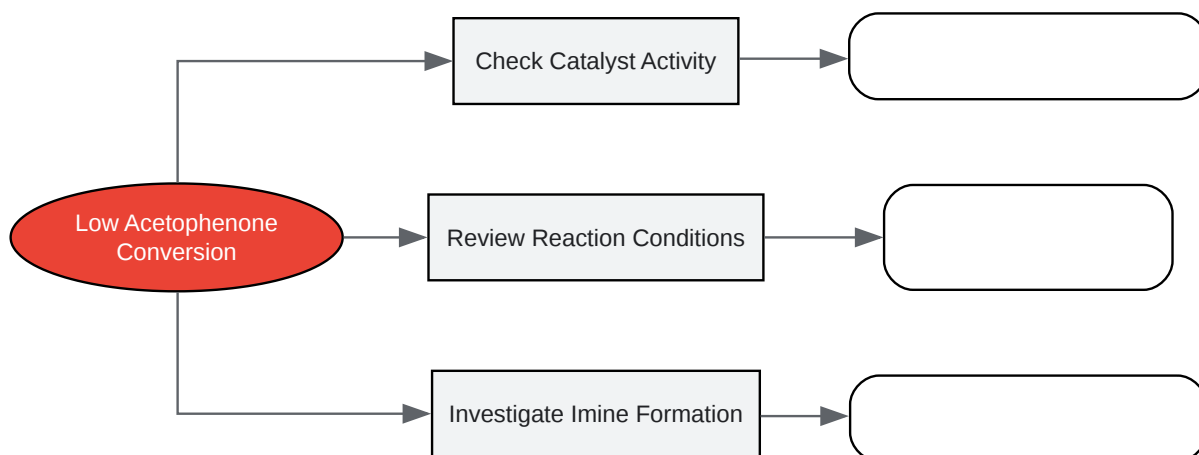 Check Catalyst Activity
Low Acetophenone
Conversion
Review Reaction Conditions
Investigate Imine Formation